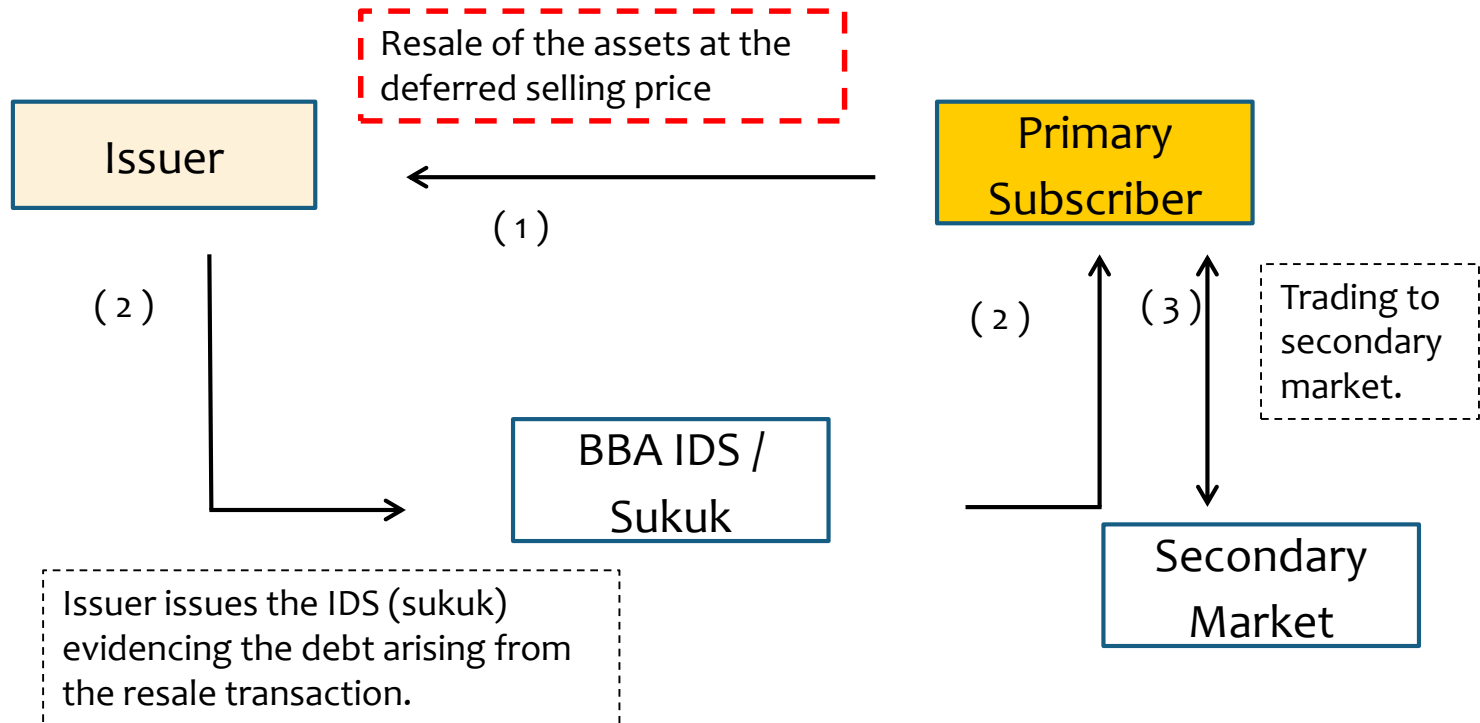 Resale of the assets at the
deferred selling price
Issuer
Primary
Subscriber
( 1 )
( 2 )
( 2 )
( 3 )
Trading to
secondary
market.
BBA IDS /
Sukuk
Secondary
Market
Issuer issues the IDS (sukuk)
evidencing the debt arising from
the resale transaction.